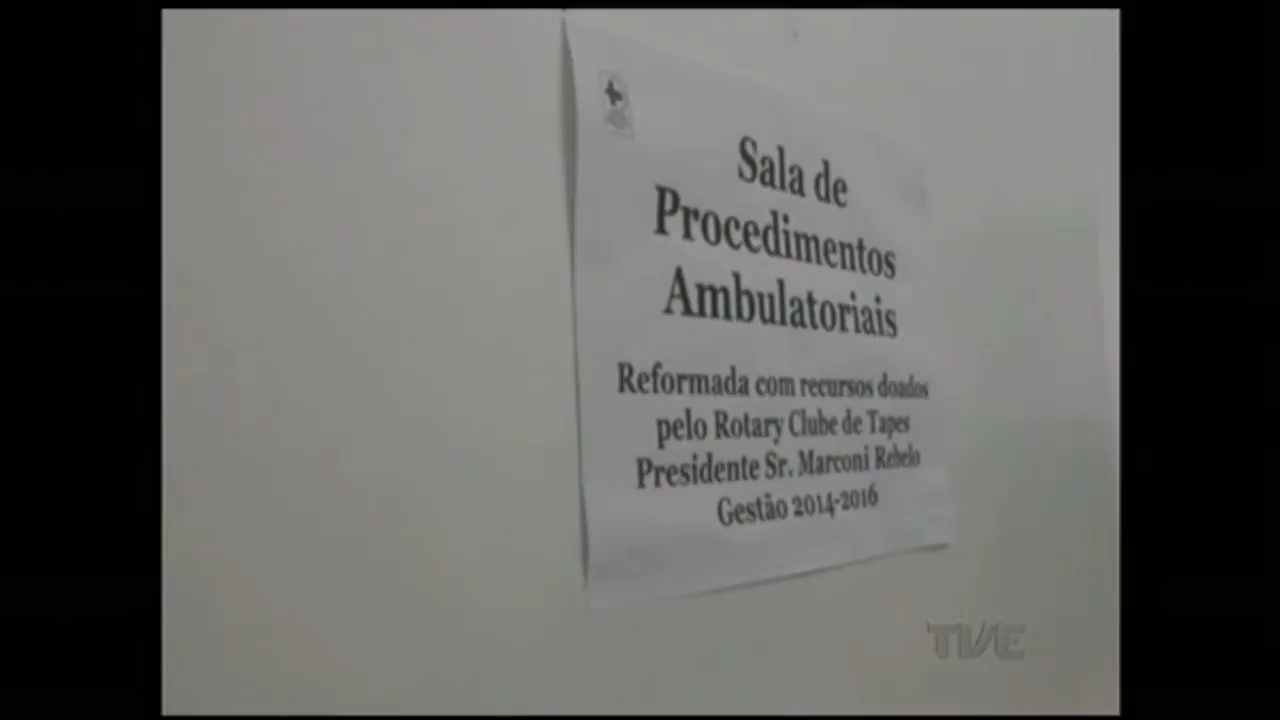 Sala de
Procedimentos
Ambulatoriais
Reformada com recursos doados
pelo Rotary Clube de Tapes
Presidente Sr. Marconi Rebelo
Gestão 2014-2016
TVE